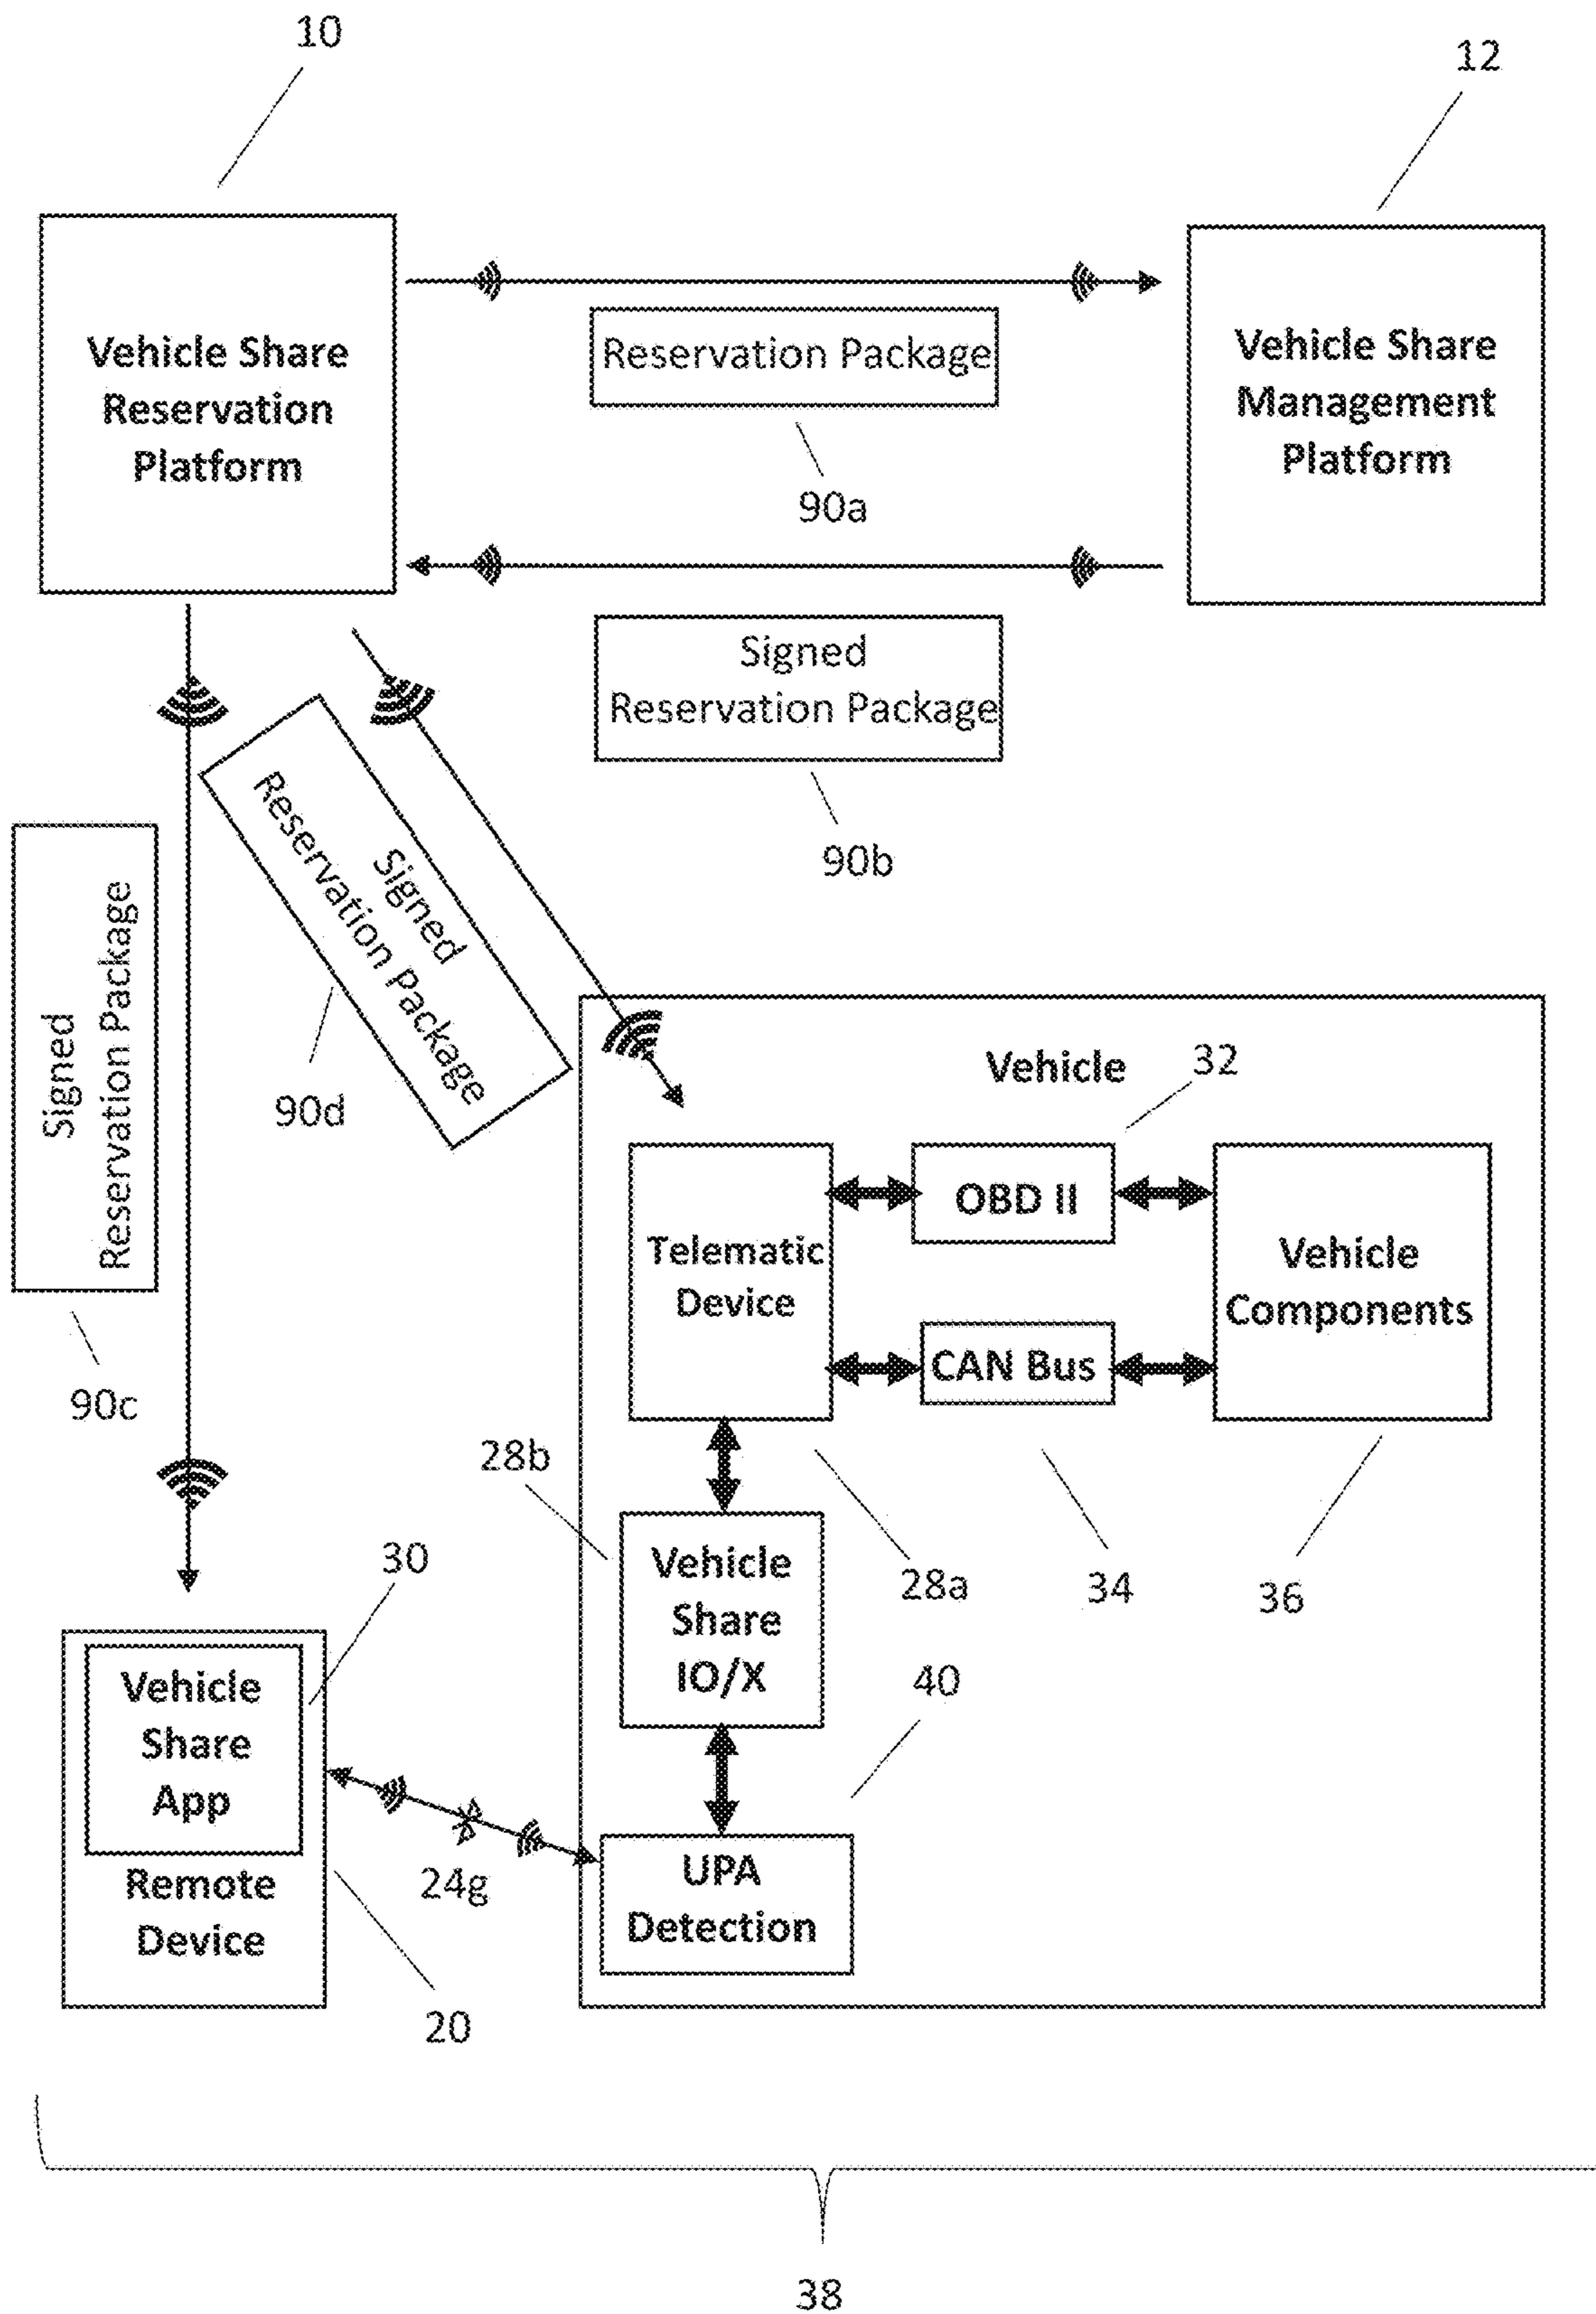 10
12
Vehicle Share
Reservation
Platform
Reservation Package
90a
Vehicle Share
Management
Platform
Signed
Reservation Package
90b
Signed
Reservation Package
90c
Signed
Reservation Package
90d
Vehicle
32
Telematic
Device
OBD II
CAN Bus
Vehicle
Components
28b
28a
34
36
Vehicle
Share
IO/X
30
Vehicle
Share
App
Remote
Device
20
24g
40
UPA
Detection
38